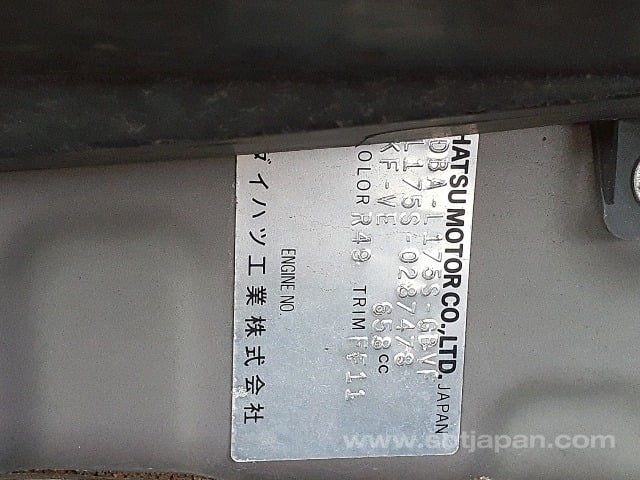 HATSU MOTOR CO., LTD. JAPAN
DBA-L175S-GBVF
L175S-0287478
KF-VE 658 CC
OLOR R49 TRIM FE11
ENGINE NO.
ダイハツ工業株式会社
www.sbtjapan.com